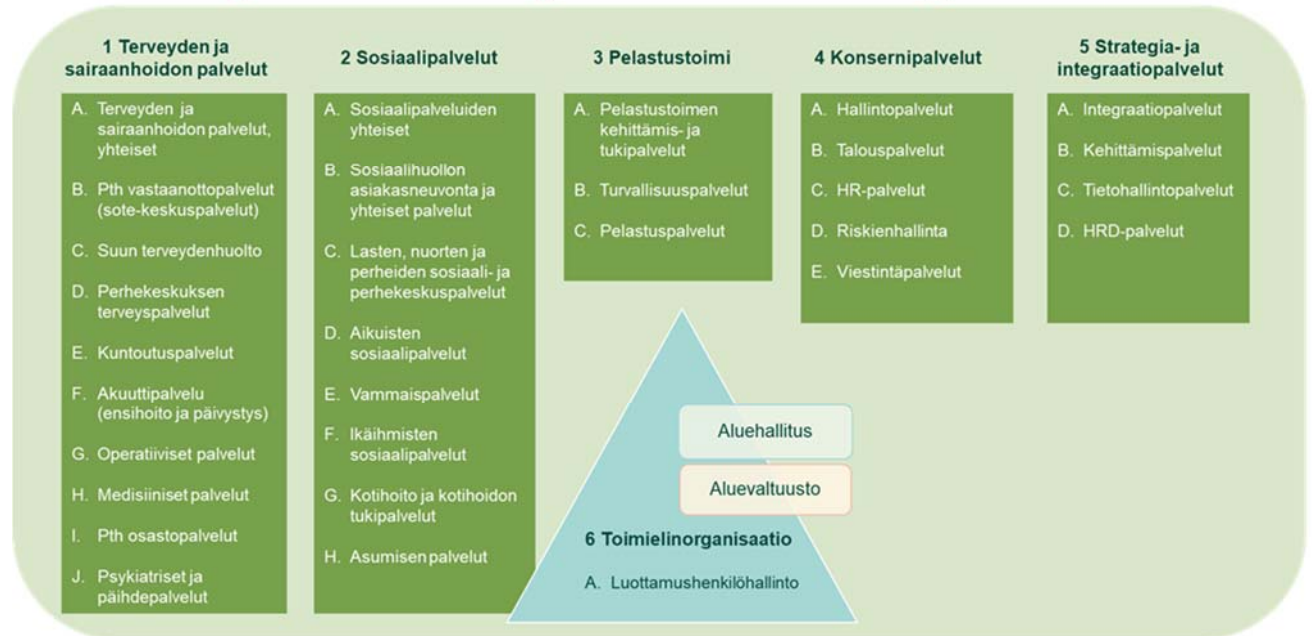 1 Terveyden ja
sairaanhoidon palvelut
A. Terveyden ja
sairaanhoidon palvelut,
yhteiset
B. Pth vastaanottopalvelut
(sote-keskuspalvelut)
C. Suun terveydenhuolto
D. Perhekeskuksen
terveyspalvelut
E. Kuntoutuspalvelut
F. Akuuttipalvelu
(ensihoito ja päivystys)
G. Operatiiviset palvelut
H. Medisiiniset palvelut
I. Pth osastopalvelut
J. Psykiatriset ja
päihdepalvelut
2 Sosiaalipalvelut
A. Sosiaalipalveluiden
yhteiset
B. Sosiaalihuollon
asiakasneuvonta ja
yhteiset palvelut
C. Lasten, nuorten ja
perheiden sosiaali- ja
perhekeskuspalvelut
D. Aikuisten
sosiaalipalvelut
E. Vammaispalvelut
F. Ikäihmisten
sosiaalipalvelut
G. Kotihoito ja kotihoidon
tukipalvelut
H. Asumisen palvelut
3 Pelastustoimi
A. Pelastustoimen
kehittämis- ja
tukipalvelut
B. Turvallisuuspalvelut
C. Pelastuspalvelut
4 Konsernipalvelut
A. Hallintopalvelut
B. Talouspalvelut
C. HR-palvelut
D. Riskienhallinta
E. Viestintäpalvelut
5 Strategia- ja
integraatiopalvelut
A. Integraatiopalvelut
B. Kehittämispalvelut
C. Tietohallintopalvelut
D. HRD-palvelut
Aluehallitus
Aluevaltuusto
6 Toimielinorganisaatio
A. Luottamushenkilöhallinto